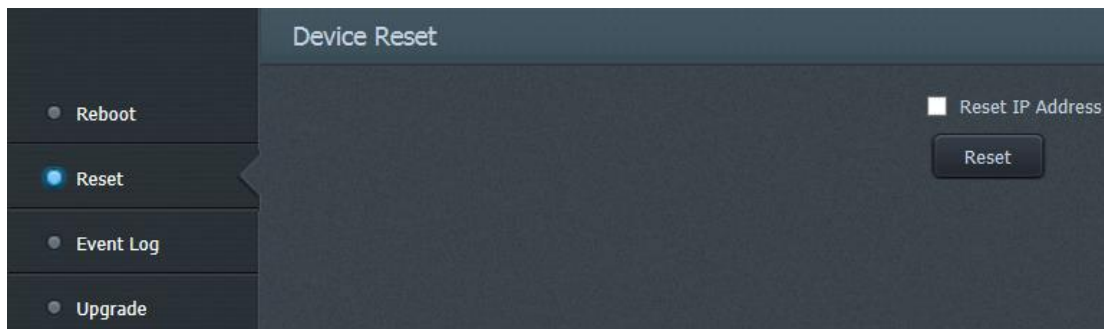 Device Reset
Reboot
Reset
Event Log
Upgrade
Reset IP Address
Reset